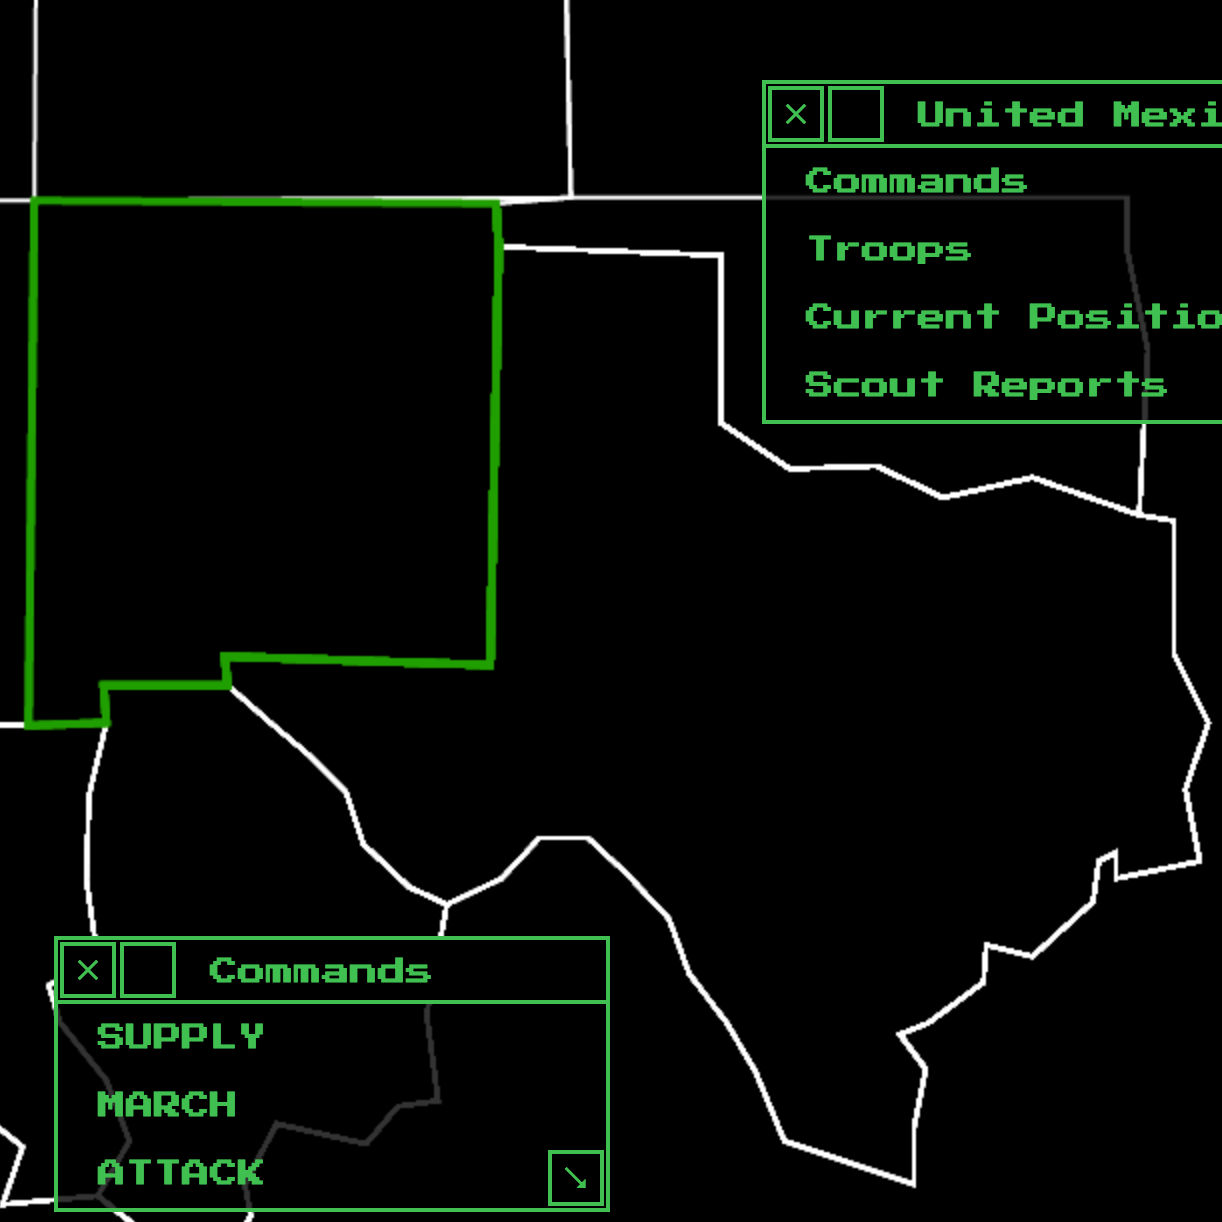 United Mexi
Commands
Troops
Current Positio
Scout Reports
Commands
SUPPLY
MARCH
ATTACK